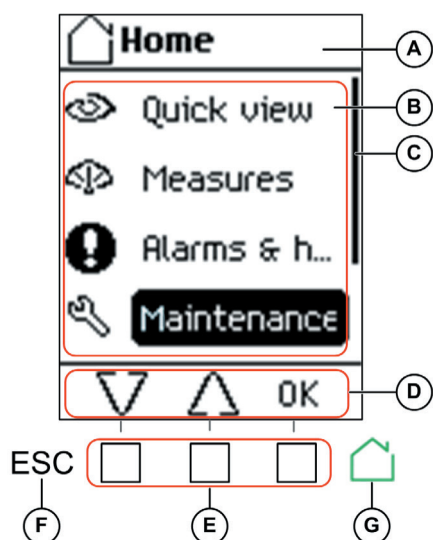 Home
A
Quick view
B
C
Measures
Alarms & h...
Maintenance
OK
D
ESC
F
E
G